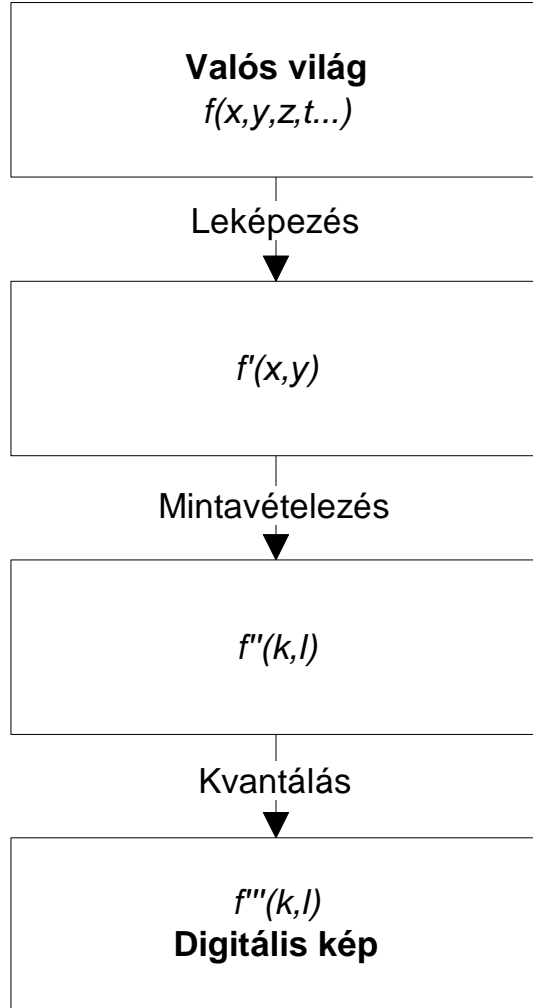 Valós világ
f(x,y,z,t...)
Leképezés
f'(x,y)
Mintavételezés
f''(k,l)
Kvantálás
f'''(k,l)
Digitális kép